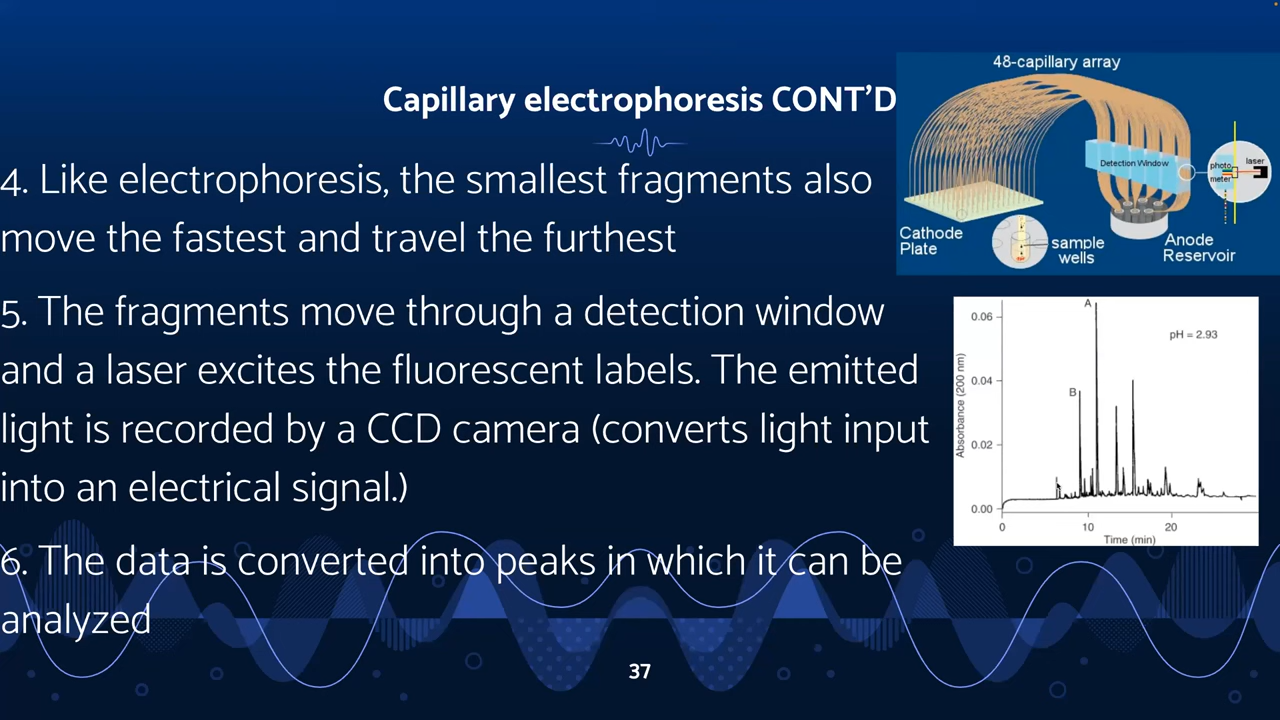 Capillary electrophoresis CONT'D
4. Like electrophoresis, the smallest fragments also
move the fastest and travel the furthest
5. The fragments move through a detection window
and a laser excites the fluorescent labels. The emitted
light is recorded by a CCD camera (converts light input
into an electrical signal.)
6. The data is converted into peaks in which it can be
analyzed
37
48-capillary array
Detection Window
photo
meter
laser
Cathode
Plate
sample
wells
Anode
Reservoir
A
B
pH = 2.93
Absorbance (200 nm)
0.06
0.04
0.02
0.00
0
10
20
Time (min)